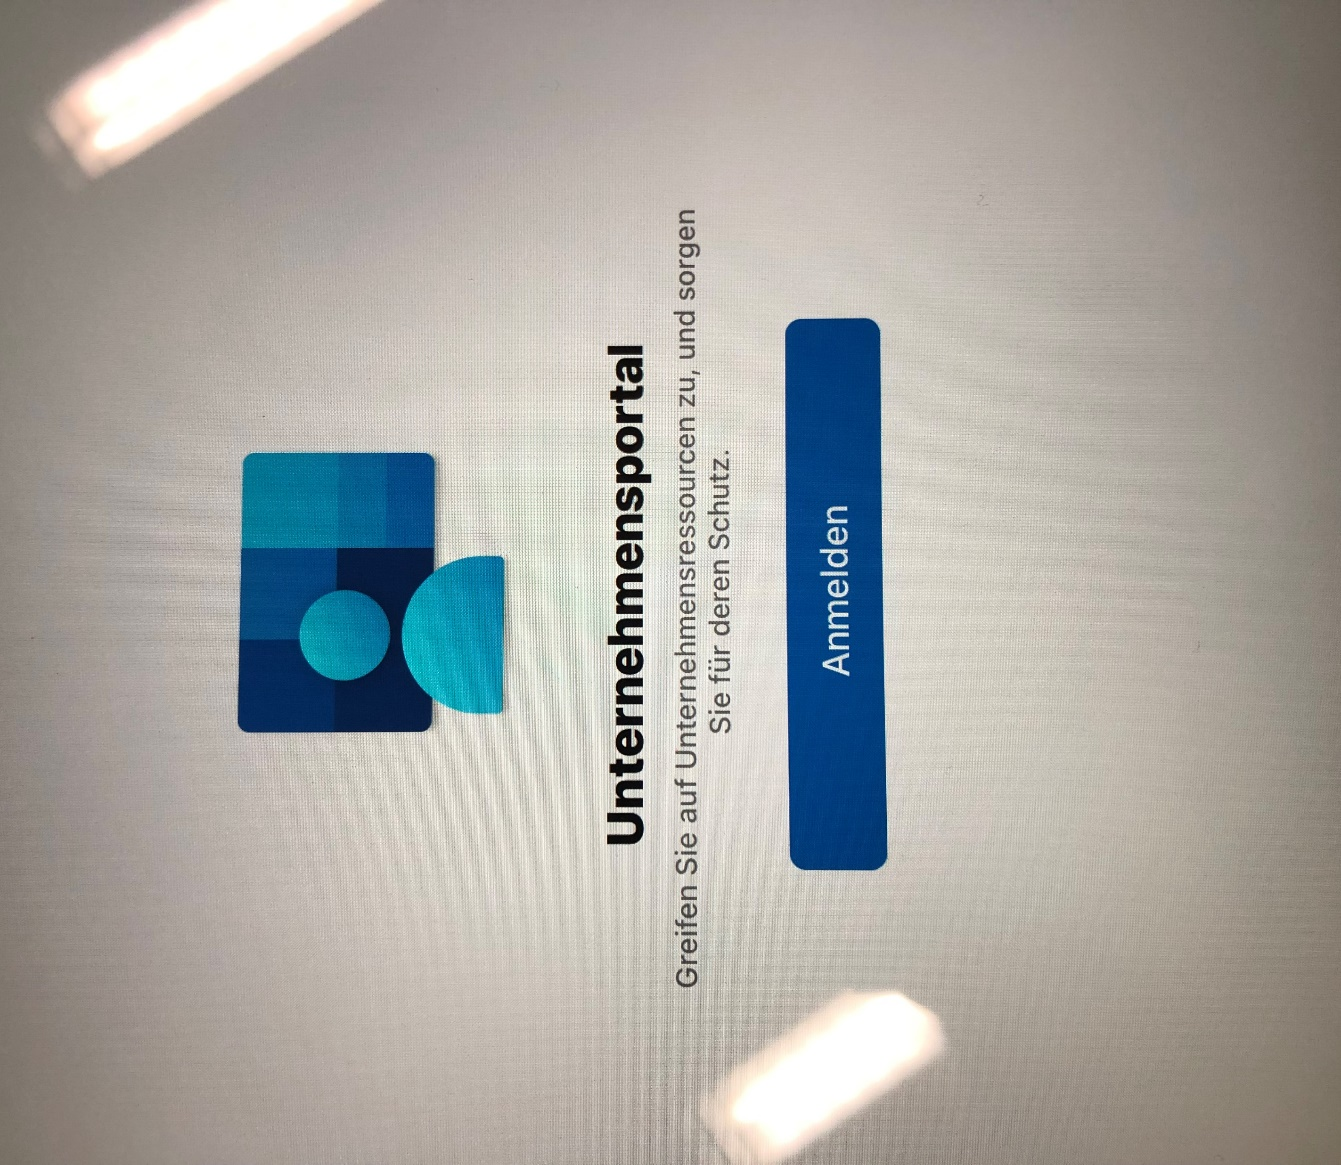 Unternehmensportal
Greifen Sie auf Unternehmensressourcen zu, und sorgen
Sie für deren Schutz.
Anmelden